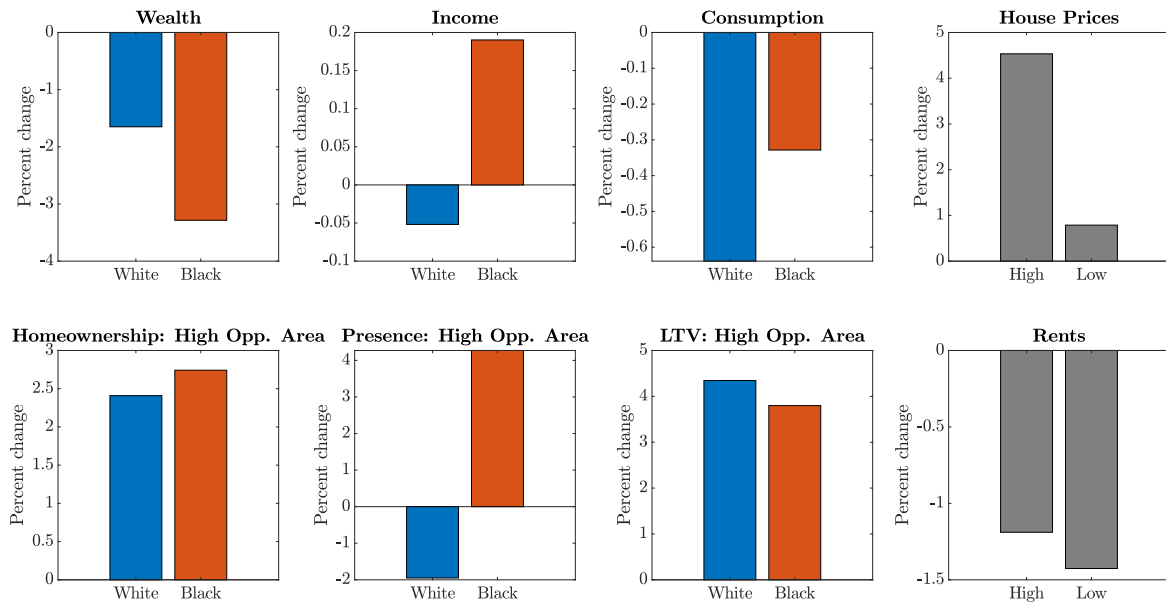 Wealth
Percent change
0
-1
-2
-3
-4
White Black
Income
Percent change
0.2
0.15
0.1
0.05
0
-0.05
-0.1
White Black
Consumption
Percent change
0
-0.1
-0.2
-0.3
-0.4
-0.5
-0.6
White Black
House Prices
Percent change
5
4
3
2
1
0
High Low
Homeownership: High Opp. Area
Percent change
3
2.5
2
1.5
1
0.5
0
White Black
Presence: High Opp. Area
Percent change
4
3
2
1
0
-1
-2
White Black
LTV: High Opp. Area
Percent change
5
4
3
2
1
0
White Black
Rents
Percent change
0
-0.5
-1
-1.5
High Low